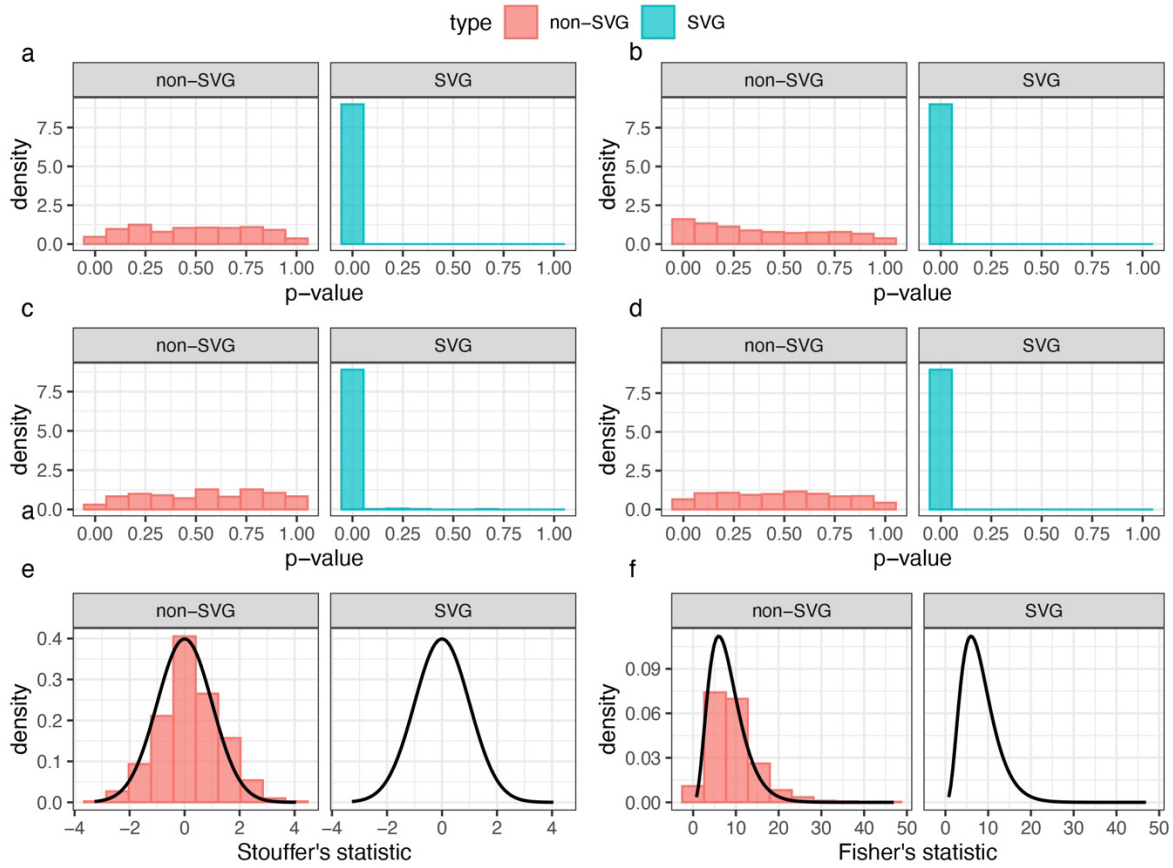 type non-SVG SVG
a b
non-SVG SVG non-SVG SVG
7.5 7.5
density density
5.0 5.0
2.5 2.5
0.0 0.0
0.00 0.25 0.50 0.75 1.00 0.00 0.25 0.50 0.75 1.00 0.00 0.25 0.50 0.75 1.00 0.00 0.25 0.50 0.75 1.00
p-value p-value
c d
non-SVG SVG non-SVG SVG
7.5 7.5
density density
5.0 5.0
2.5 2.5
0.0 0.0
a
0.00 0.25 0.50 0.75 1.00 0.00 0.25 0.50 0.75 1.00 0.00 0.25 0.50 0.75 1.00 0.00 0.25 0.50 0.75 1.00
p-value p-value
e f
non-SVG SVG non-SVG SVG
0.4
0.09
0.3
density density
0.06
0.2
0.03
0.1
0.0 0.00
−4 −2 0 2 4 −4 −2 0 2 4 0 10 20 30 40 50 0 10 20 30 40 50
Stouffer's statistic Fisher's statistic